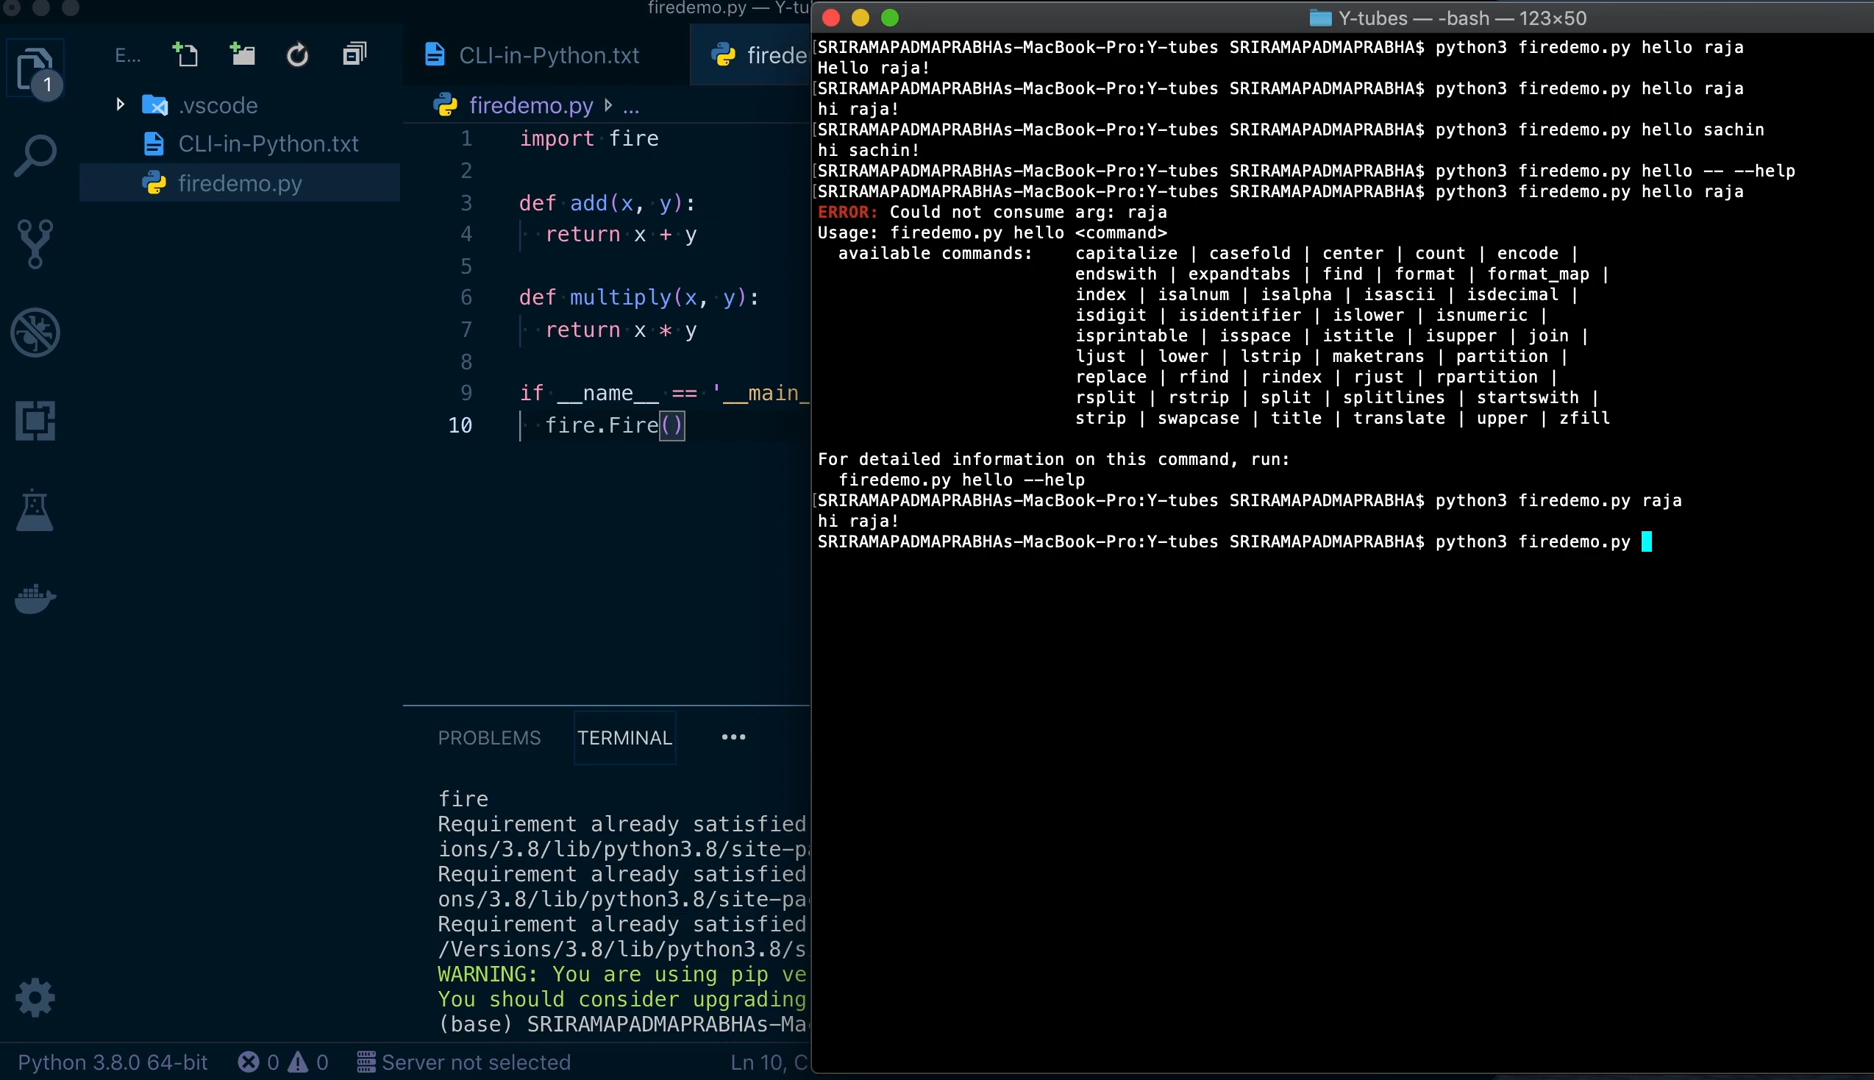 firedemo.py — Y-tu
E...
1
.vscode
CLI-in-Python.txt
firedemo.py
CLI-in-Python.txt
firede
firedemo.py ...
1 import fire
2
3 def add(x, y):
4 return x + y
5
6 def multiply(x, y):
7 return x * y
8
9 if __name__ == '__main_
10 fire.Fire()
PROBLEMS TERMINAL ...
fire
Requirement already satisfied
ions/3.8/lib/python3.8/site-pa
Requirement already satisfied
ons/3.8/lib/python3.8/site-pac
Requirement already satisfied
/Versions/3.8/lib/python3.8/s
WARNING: You are using pip ve
You should consider upgrading
(base) SRIRAMAPADMAPRABHAs-Ma
Python 3.8.0 64-bit 0 0 Server not selected Ln 10, C
Y-tubes — -bash — 123×50
[SRIRAMAPADMAPRABHAs-MacBook-Pro:Y-tubes SRIRAMAPADMAPRABHA$ python3 firedemo.py hello raja
Hello raja!
[SRIRAMAPADMAPRABHAs-MacBook-Pro:Y-tubes SRIRAMAPADMAPRABHA$ python3 firedemo.py hello raja
hi raja!
[SRIRAMAPADMAPRABHAs-MacBook-Pro:Y-tubes SRIRAMAPADMAPRABHA$ python3 firedemo.py hello sachin
hi sachin!
[SRIRAMAPADMAPRABHAs-MacBook-Pro:Y-tubes SRIRAMAPADMAPRABHA$ python3 firedemo.py hello -- --help
[SRIRAMAPADMAPRABHAs-MacBook-Pro:Y-tubes SRIRAMAPADMAPRABHA$ python3 firedemo.py hello raja
ERROR: Could not consume arg: raja
Usage: firedemo.py hello <command>
available commands: capitalize | casefold | center | count | encode |
endswith | expandtabs | find | format | format_map |
index | isalnum | isalpha | isascii | isdecimal |
isdigit | isidentifier | islower | isnumeric |
isprintable | isspace | istitle | isupper | join |
ljust | lower | lstrip | maketrans | partition |
replace | rfind | rindex | rjust | rpartition |
rsplit | rstrip | split | splitlines | startswith |
strip | swapcase | title | translate | upper | zfill
For detailed information on this command, run:
firedemo.py hello --help
[SRIRAMAPADMAPRABHAs-MacBook-Pro:Y-tubes SRIRAMAPADMAPRABHA$ python3 firedemo.py raja
hi raja!
SRIRAMAPADMAPRABHAs-MacBook-Pro:Y-tubes SRIRAMAPADMAPRABHA$ python3 firedemo.py